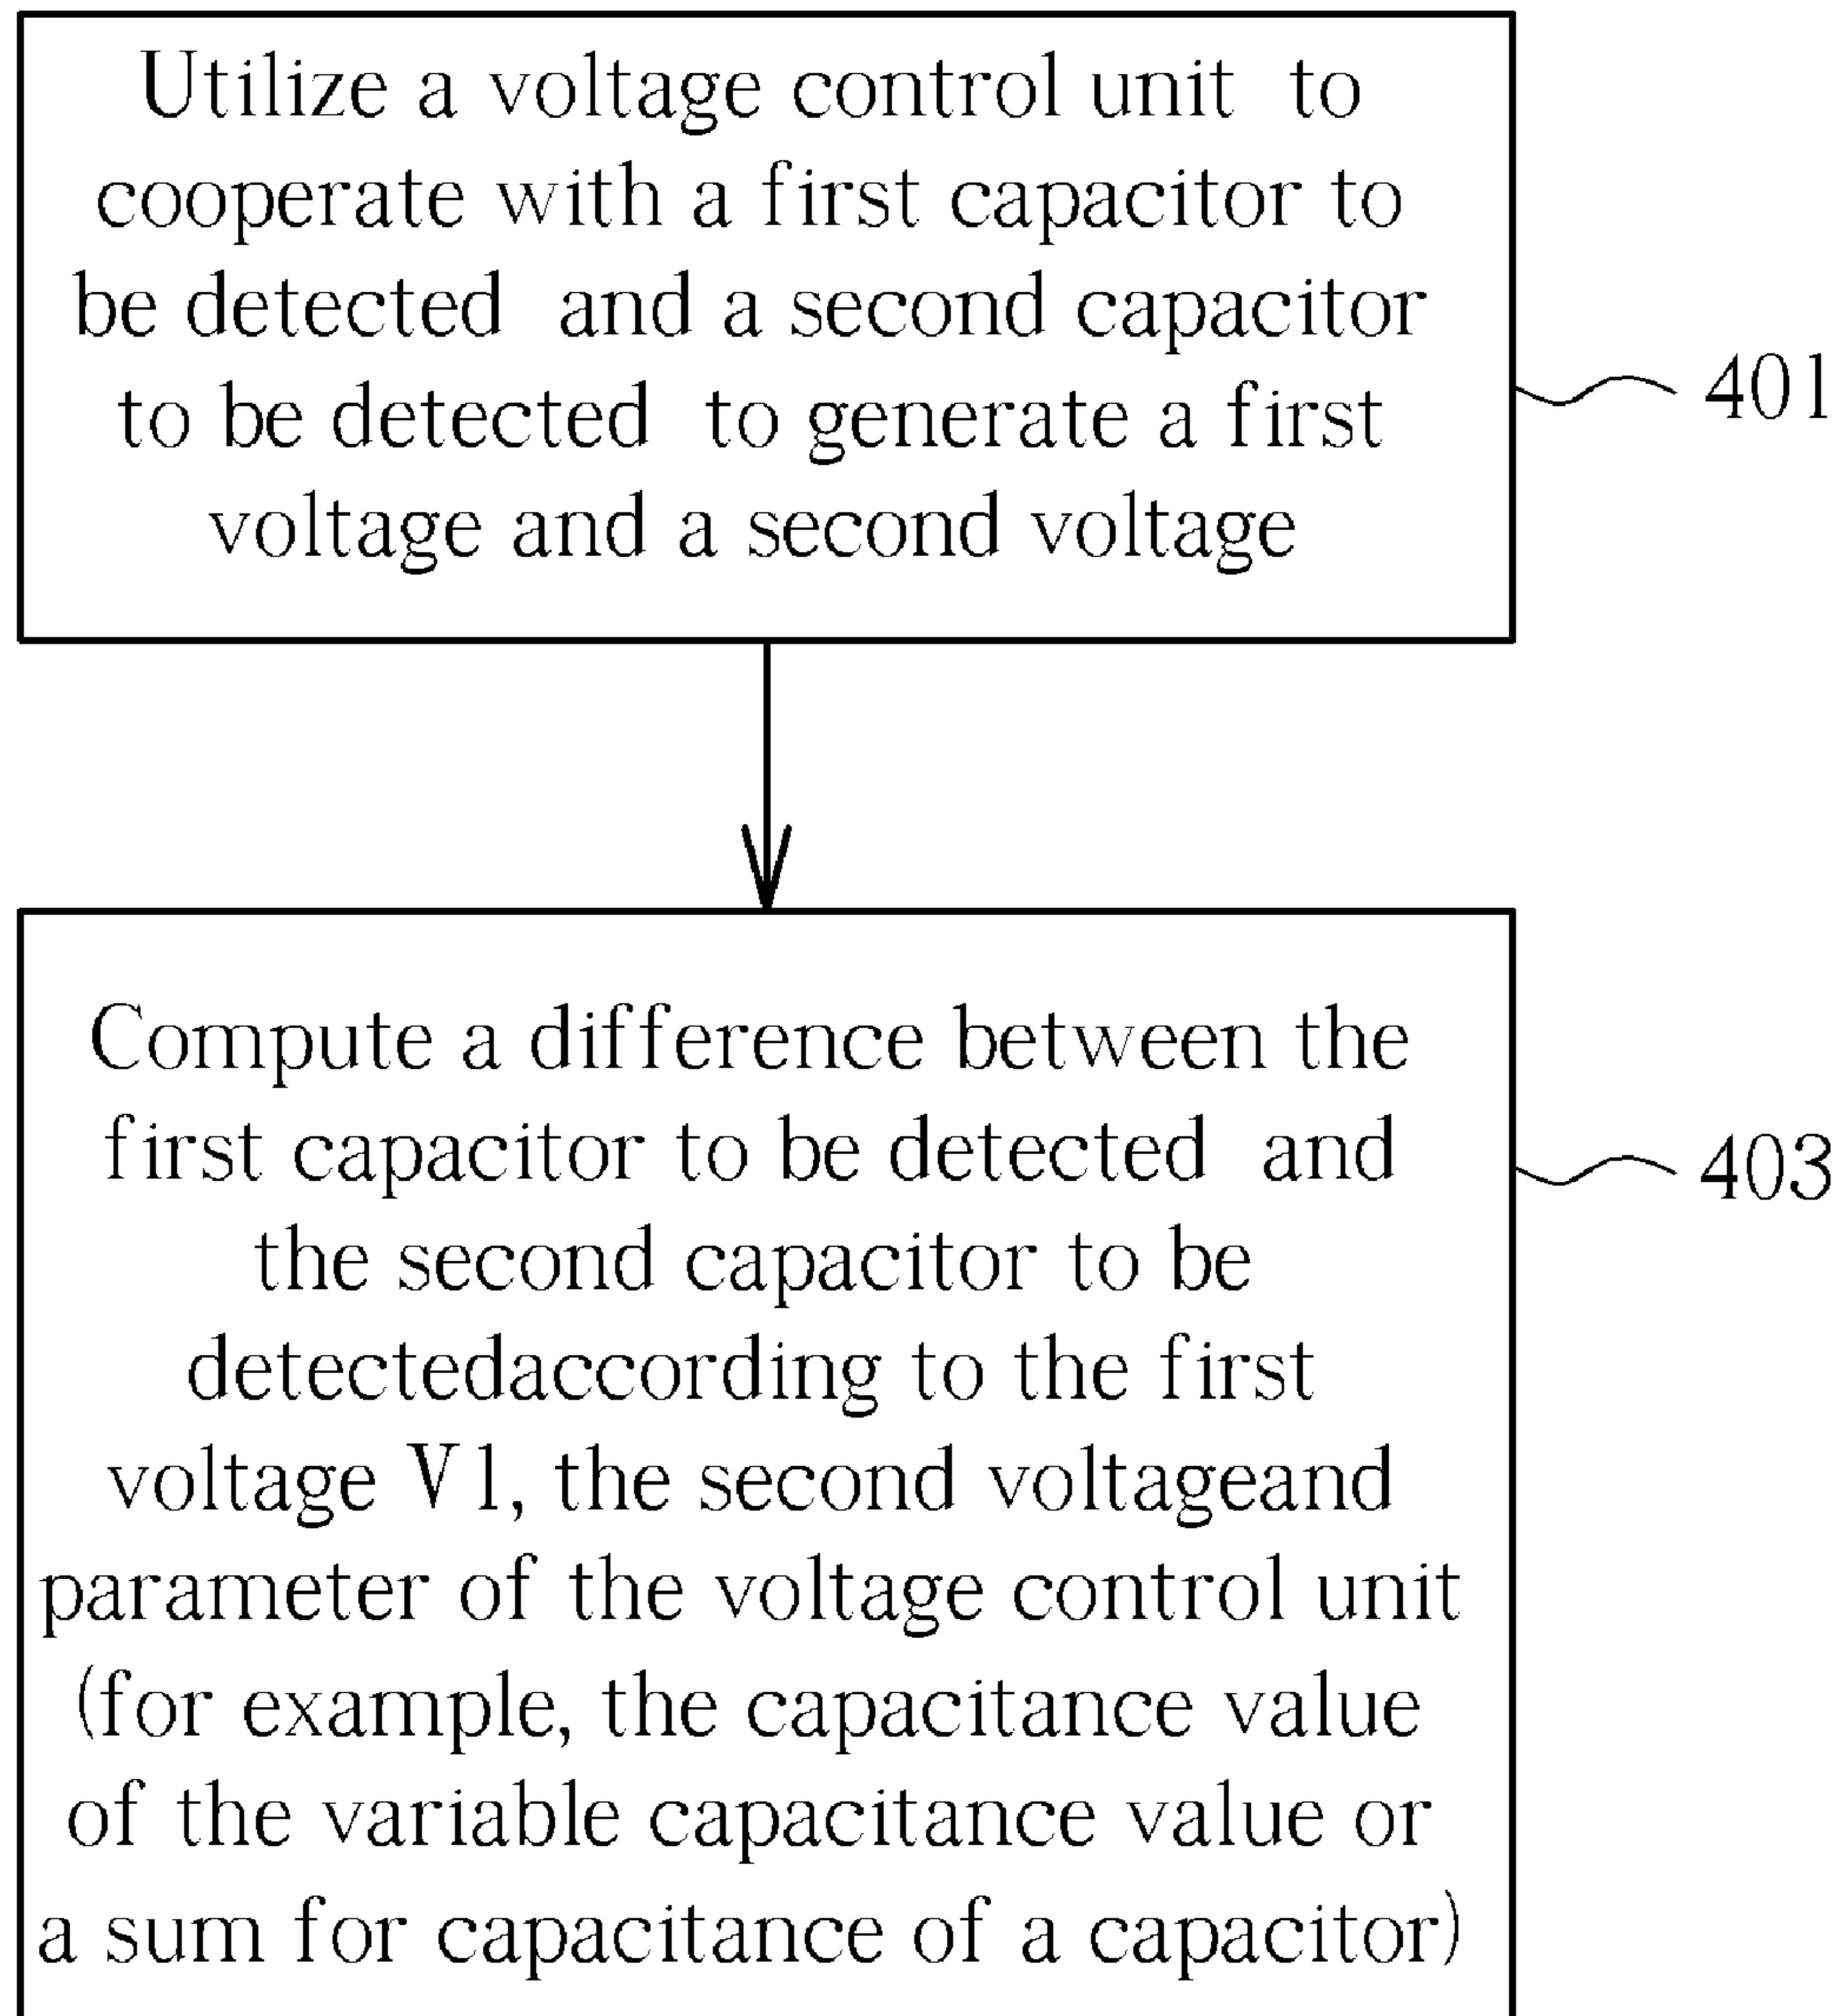 Utilize a voltage control unit to
cooperate with a first capacitor to
be detected and a second capacitor
to be detected to generate a first
voltage and a second voltage
401
Compute a difference between the
first capacitor to be detected and
the second capacitor to be
detectedaccording to the first
voltage V1, the second voltageand
parameter of the voltage control unit
(for example, the capacitance value
of the variable capacitance value or
a sum for capacitance of a capacitor)
403